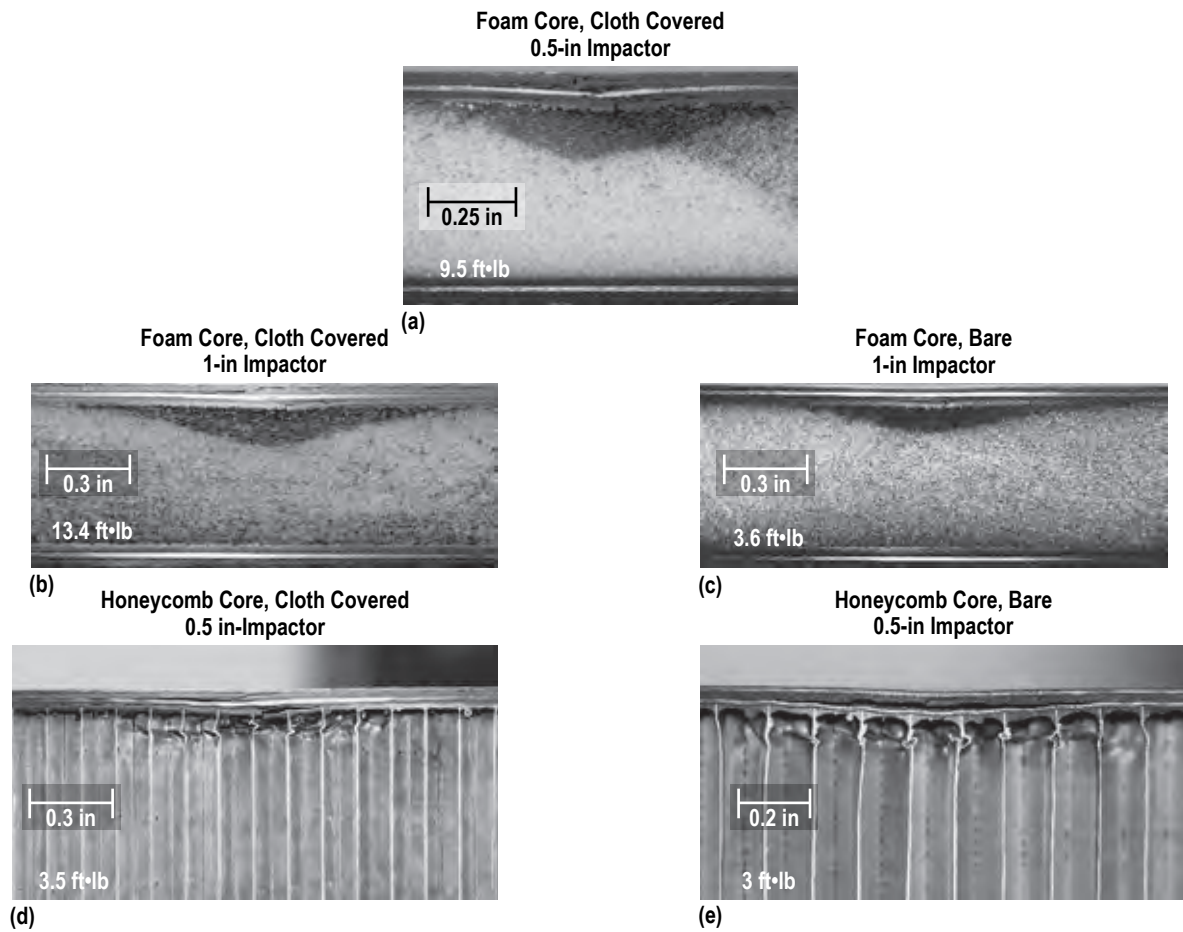 Foam Core, Cloth Covered
0.5-in Impactor
0.25 in
9.5 ft•lb
(a)
Foam Core, Cloth Covered
1-in Impactor
0.3 in
13.4 ft•lb
(b)
Foam Core, Bare
1-in Impactor
0.3 in
3.6 ft•lb
(c)
Honeycomb Core, Cloth Covered
0.5 in-Impactor
0.3 in
3.5 ft•lb
(d)
Honeycomb Core, Bare
0.5-in Impactor
0.2 in
3 ft•lb
(e)